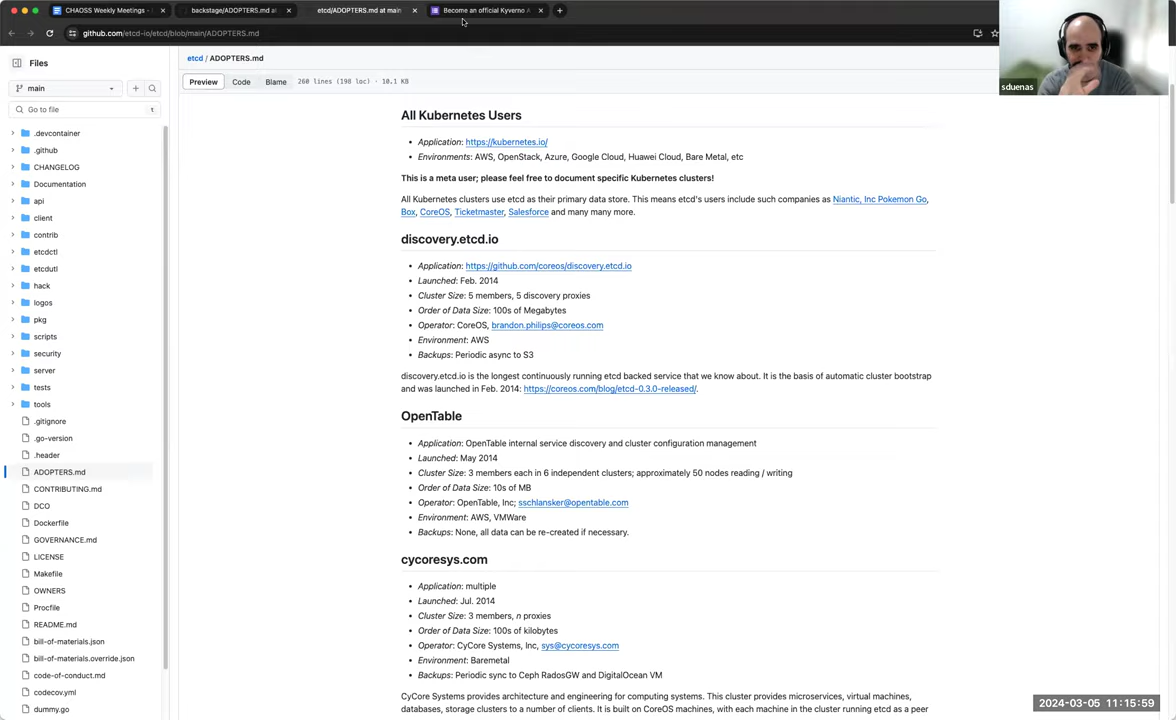 CHAOSS Weekly Meetings -
backstage/ADOPTERS.md at
etcd/ADOPTERS.md at main
Become an official Kyverno A
github.com/etcd-io/etcd/blob/main/ADOPTERS.md
sduenas
Files
main
Go to file
t
.devcontainer
.github
CHANGELOG
Documentation
api
client
contrib
etcdctl
etcdutl
hack
logos
pkg
scripts
security
server
tests
tools
.gitignore
.go-version
.header
ADOPTERS.md
CONTRIBUTING.md
DCO
Dockerfile
GOVERNANCE.md
LICENSE
Makefile
OWNERS
Procfile
README.md
bill-of-materials.json
bill-of-materials.override.json
code-of-conduct.md
codecov.yml
dummy.go
etcd / ADOPTERS.md
Preview Code Blame 260 lines (198 loc) · 10.1 KB
All Kubernetes Users
• Application: https://kubernetes.io/
• Environments: AWS, OpenStack, Azure, Google Cloud, Huawei Cloud, Bare Metal, etc
This is a meta user; please feel free to document specific Kubernetes clusters!
All Kubernetes clusters use etcd as their primary data store. This means etcd's users include such companies as Niantic, Inc Pokemon Go,
Box, CoreOS, Ticketmaster, Salesforce and many many more.
discovery.etcd.io
• Application: https://github.com/coreos/discovery.etcd.io
• Launched: Feb. 2014
• Cluster Size: 5 members, 5 discovery proxies
• Order of Data Size: 100s of Megabytes
• Operator: CoreOS, brandon.philips@coreos.com
• Environment: AWS
• Backups: Periodic async to S3
discovery.etcd.io is the longest continuously running etcd backed service that we know about. It is the basis of automatic cluster bootstrap
and was launched in Feb. 2014: https://coreos.com/blog/etcd-0.3.0-released/.
OpenTable
• Application: OpenTable internal service discovery and cluster configuration management
• Launched: May 2014
• Cluster Size: 3 members each in 6 independent clusters; approximately 50 nodes reading / writing
• Order of Data Size: 10s of MB
• Operator: OpenTable, Inc; sschlansker@opentable.com
• Environment: AWS, VMWare
• Backups: None, all data can be re-created if necessary.
cycoresys.com
• Application: multiple
• Launched: Jul. 2014
• Cluster Size: 3 members, n proxies
• Order of Data Size: 100s of kilobytes
• Operator: CyCore Systems, Inc, sys@cycoresys.com
• Environment: Baremetal
• Backups: Periodic sync to Ceph RadosGW and DigitalOcean VM
CyCore Systems provides architecture and engineering for computing systems. This cluster provides microservices, virtual machines,
databases, storage clusters to a number of clients. It is built on CoreOS machines, with each machine in the cluster running etcd as a peer
2024-03-05 11:15:59